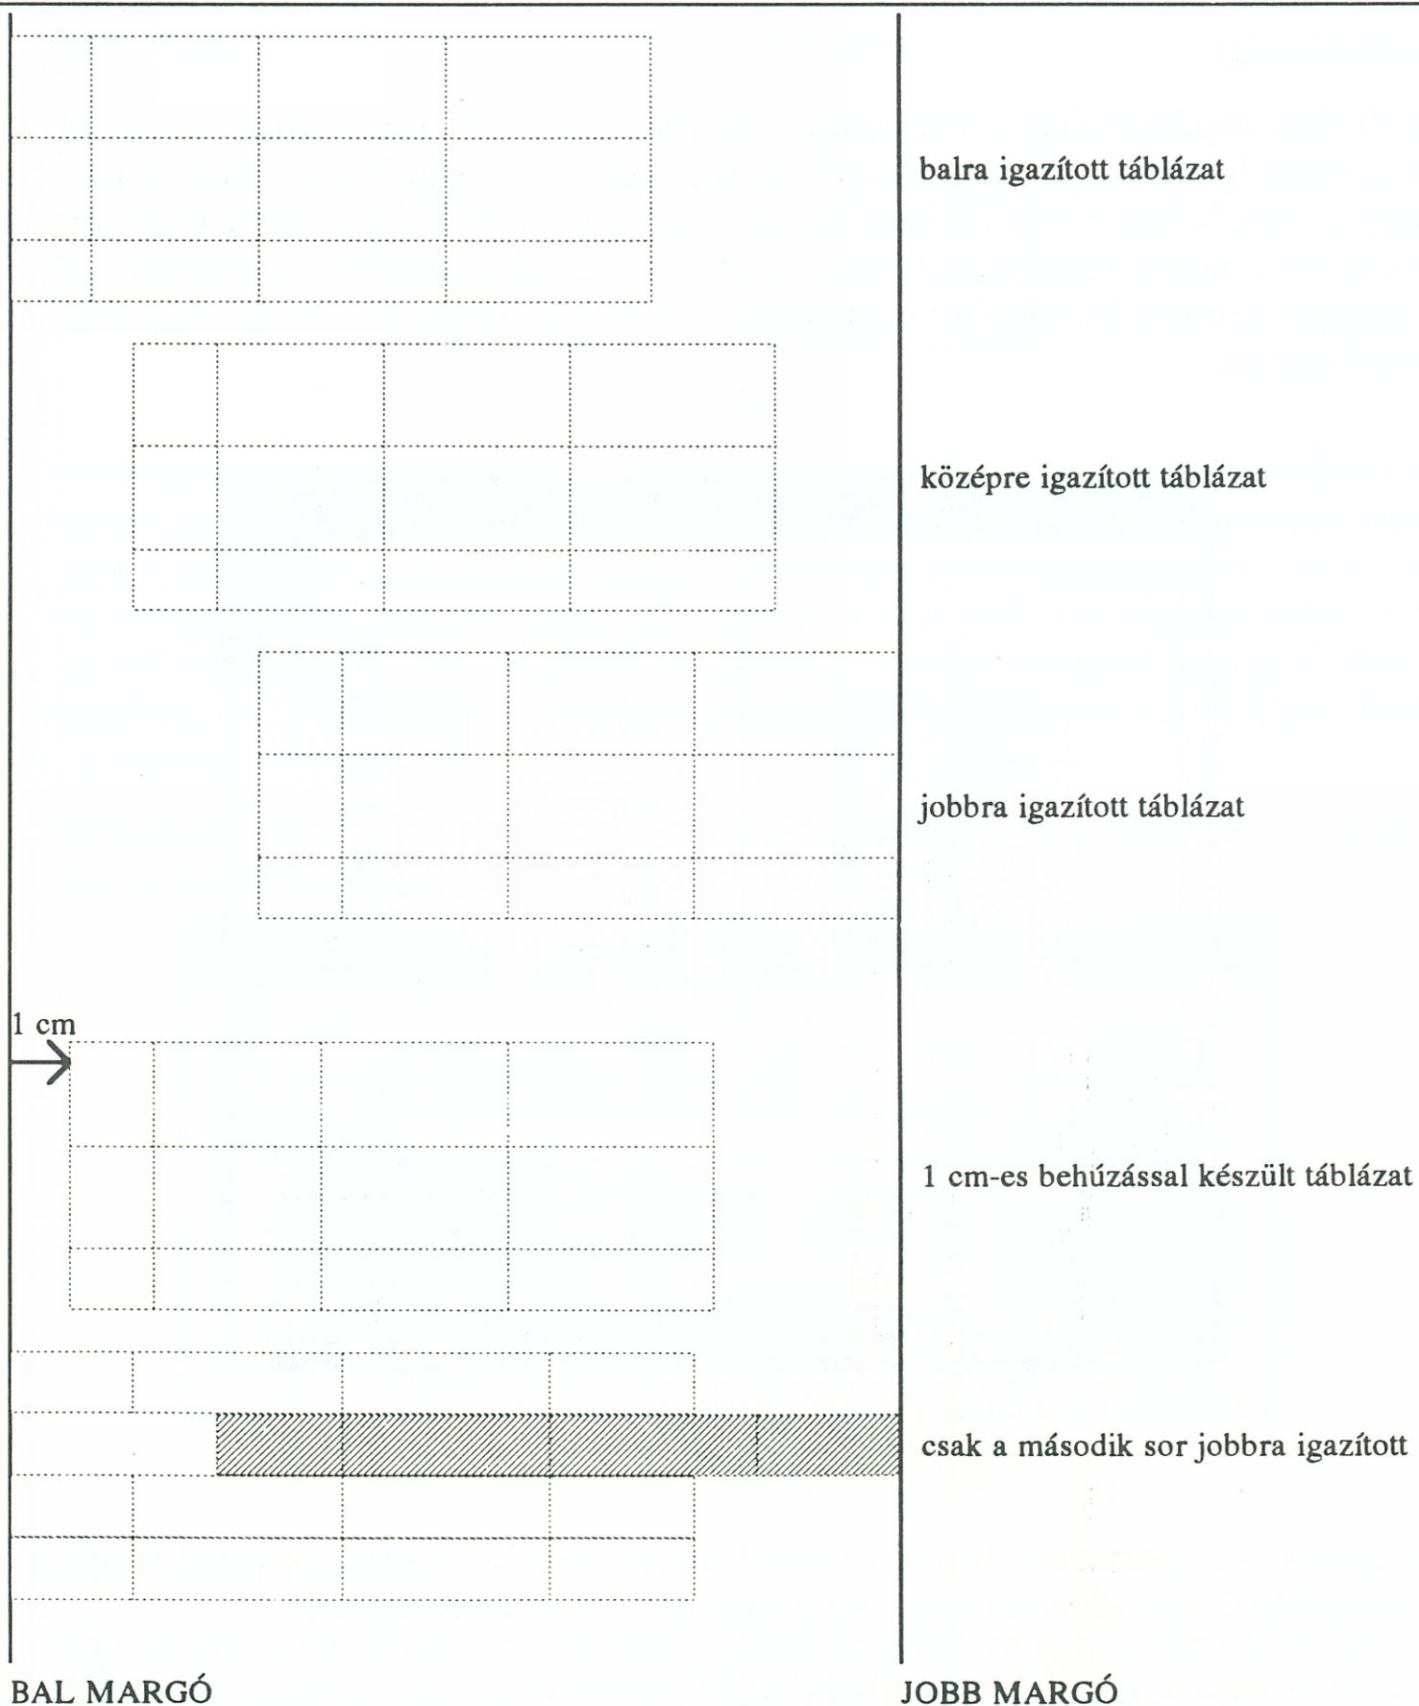 balra igazított táblázat
középre igazított táblázat
jobbra igazított táblázat
1 cm
1 cm-es behúzással készült táblázat
csak a második sor jobbra igazított
BAL MARGÓ
JOBB MARGÓ